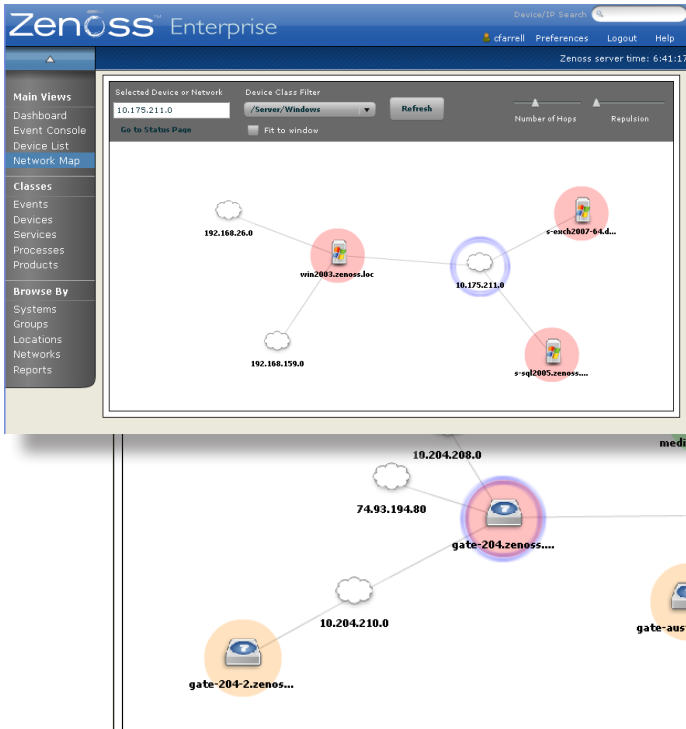 Zenoss™ Enterprise
Device/IP Search
cfarrell Preferences Logout Help
Zenoss server time: 6:41:17
Main Views
Dashboard
Event Console
Device List
Network Map
Classes
Events
Devices
Services
Processes
Products
Browse By
Systems
Groups
Locations
Networks
Reports
Selected Device or Network
Device Class Filter
10.175.211.0
/Server/Windows
Refresh
Go to Status Page
Fit to window
Number of Hops
Repulsion
192.168.26.0
s-exch2007-64.d...
win2003.zenoss.loc
10.175.211.0
192.168.159.0
s-sql2005.zenoss....
medi
10.204.208.0
74.93.194.80
gate-204.zenoss....
10.204.210.0
gate-aus
gate-204-2.zenos...